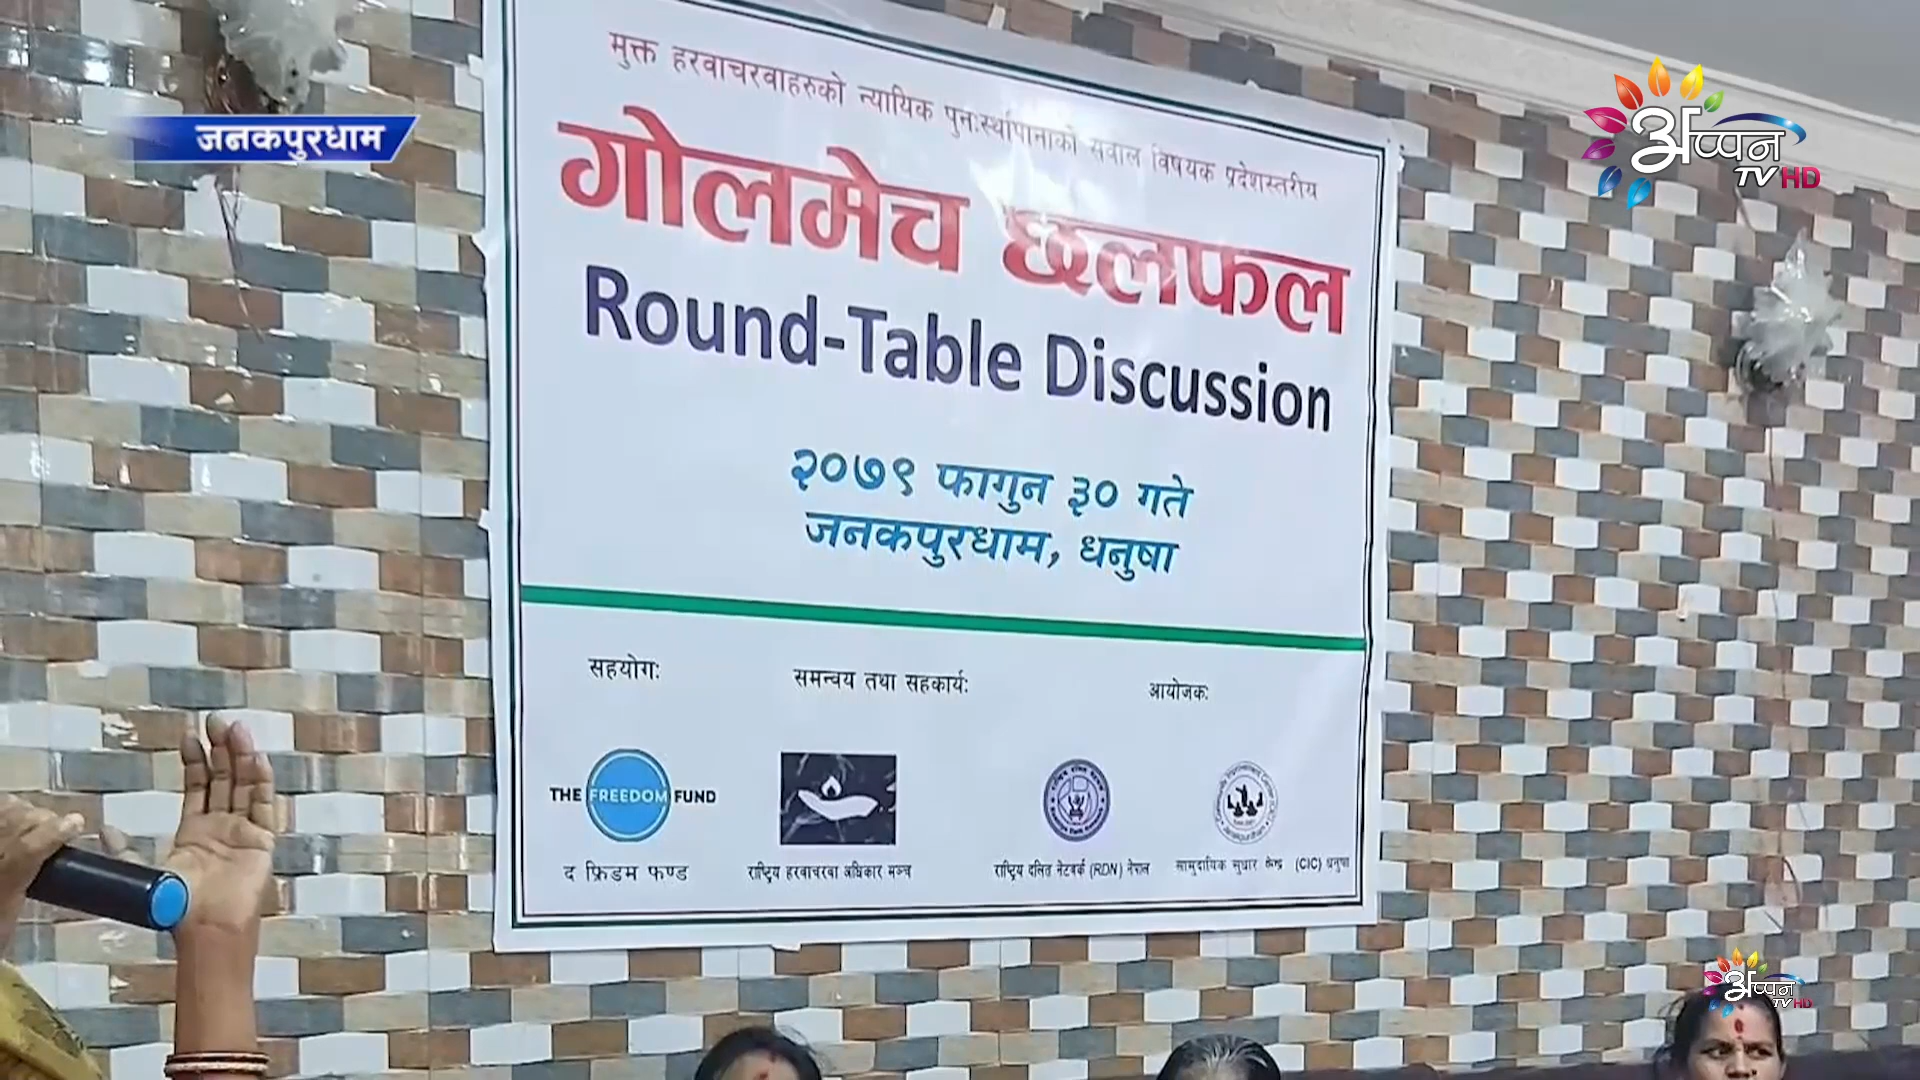 जनकपुरधाम
अप्पन
TV HD
मुक्त हरवाचरवाहरुको न्यायिक पुनःर्स्थापानाको सवाल विषयक प्रदेशस्तरीय
गोलमेच छलफल
Round-Table Discussion
२०७९ फागुन ३० गते
जनकपुरधाम, धनुषा
सहयोगः
समन्वय तथा सहकार्यः
आयोजकः
THE FREEDOM FUND
द फ्रिडम फण्ड
राष्ट्रिय हरवाचरवा अधिकार मञ्च
राष्ट्रिय दलित नेटवर्क (RDN) नेपाल
सामुदायिक सुधार केन्द्र (CIC) धनुषा
अप्पन
TV HD